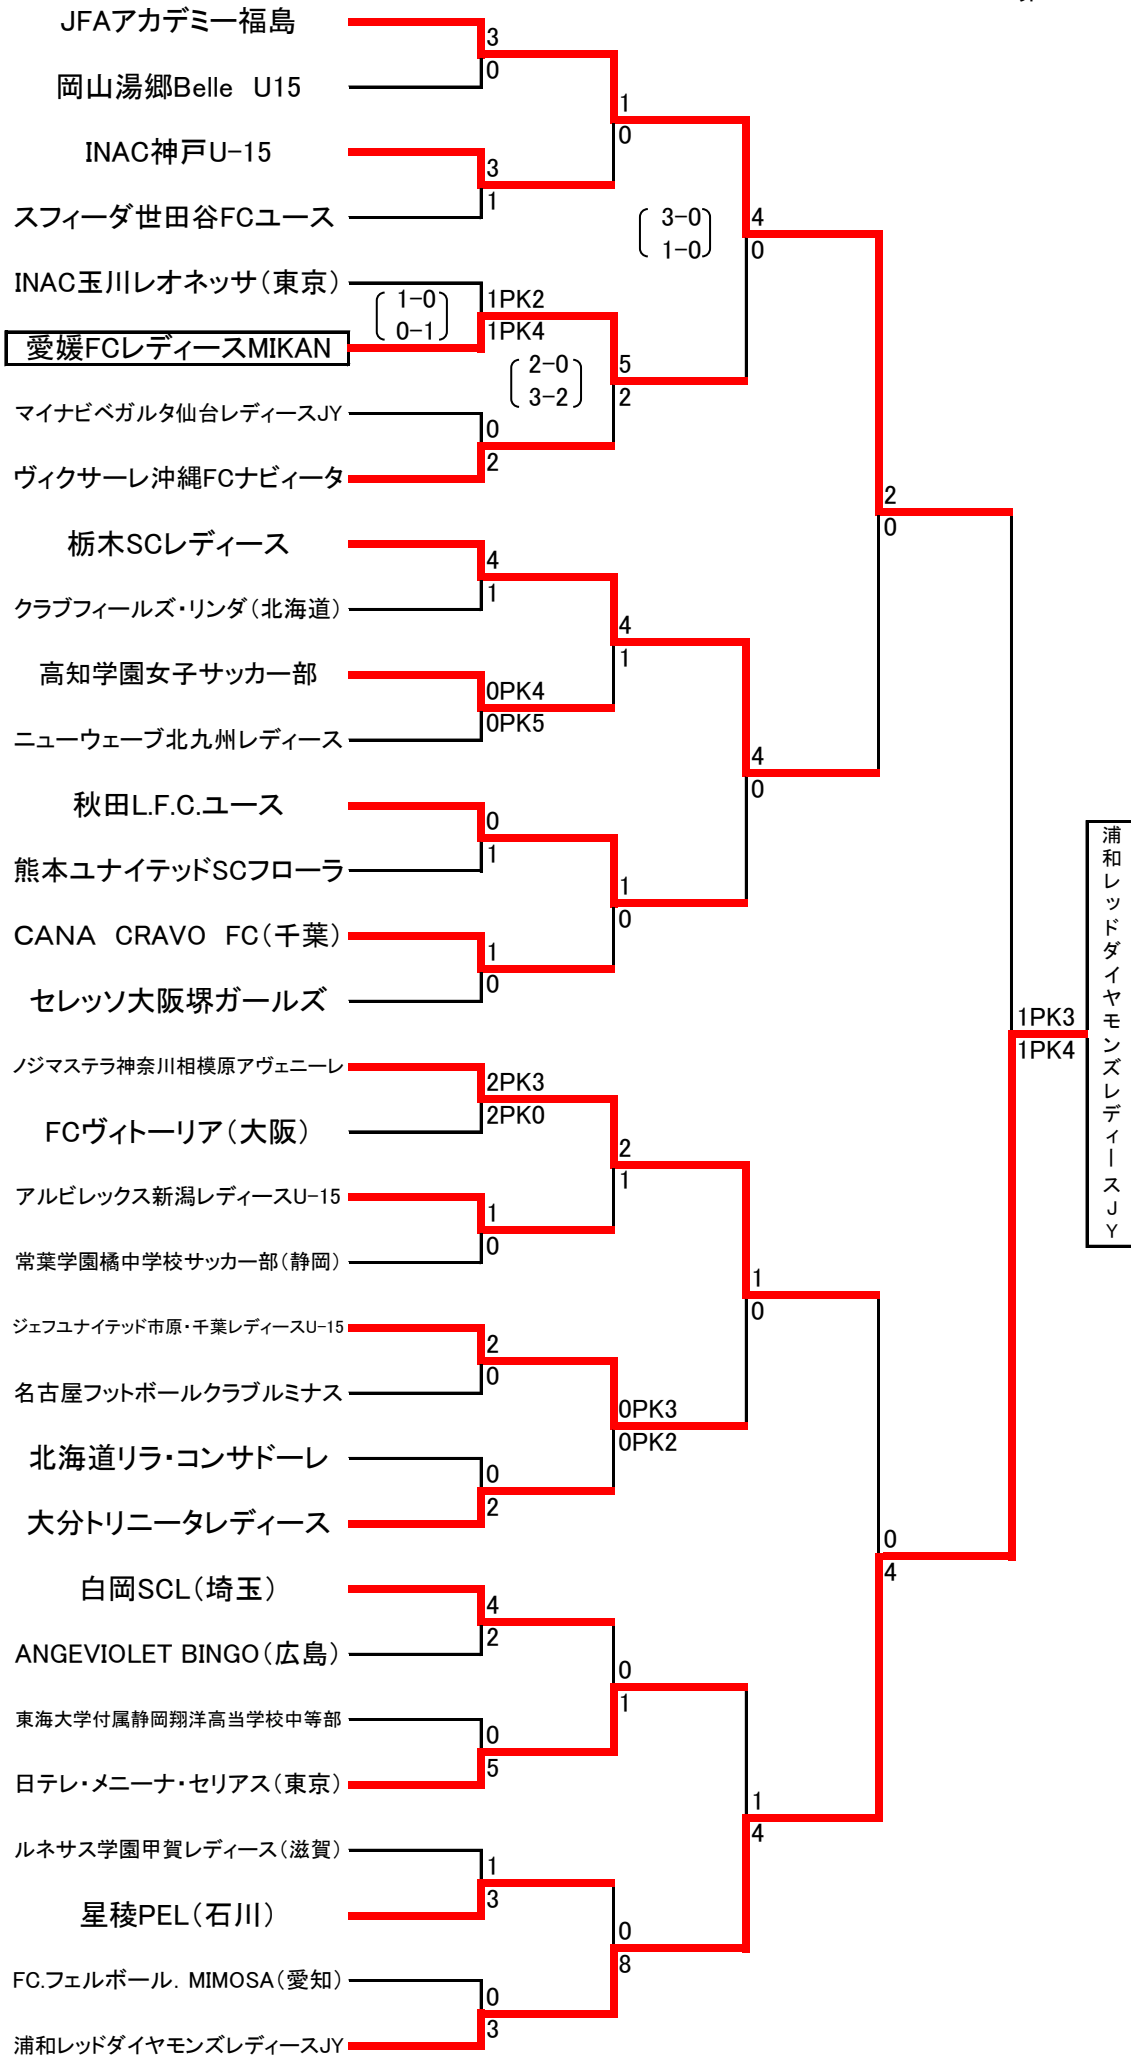 JFAアカデミー福島
3
0
岡山湯郷Belle　U15
1
0
INAC神戸U-15
3
1
スフィーダ世田谷FCユース
3-0
1-0
4
0
INAC玉川レオネッサ（東京）
1-0
0-1
1PK2
1PK4
愛媛FCレディースMIKAN
2-0
3-2
5
2
マイナビベガルタ仙台レディースJY
0
2
ヴィクサーレ沖縄FCナビィータ
2
0
栃木SCレディース
4
1
クラブフィールズ・リンダ（北海道）
4
1
高知学園女子サッカー部
0PK4
0PK5
ニューウェーブ北九州レディース
4
0
秋田L.F.C.ユース
0
1
熊本ユナイテッドSCフローラ
1
0
CANA　CRAVO　FC（千葉）
1
0
セレッソ大阪堺ガールズ
1PK3
1PK4
浦和レッドダイヤモンズレディースJY
ノジマステラ神奈川相模原アヴェニーレ
2PK3
2PK0
FCヴィトーリア（大阪）
2
1
アルビレックス新潟レディースU-15
1
0
常葉学園橘中学校サッカー部（静岡）
1
0
ジェフユナイテッド市原・千葉レディースU-15
2
0
名古屋フットボールクラブルミナス
0PK3
0PK2
北海道リラ・コンサドーレ
0
2
大分トリニータレディース
0
4
白岡SCL（埼玉）
4
2
ANGEVIOLET BINGO（広島）
0
1
東海大学付属静岡翔洋高当学校中等部
0
5
日テレ・メニーナ・セリアス（東京）
1
4
ルネサス学園甲賀レディース（滋賀）
1
3
星稜PEL（石川）
0
8
FC.フェルボール. MIMOSA（愛知）
0
3
浦和レッドダイヤモンズレディースJY